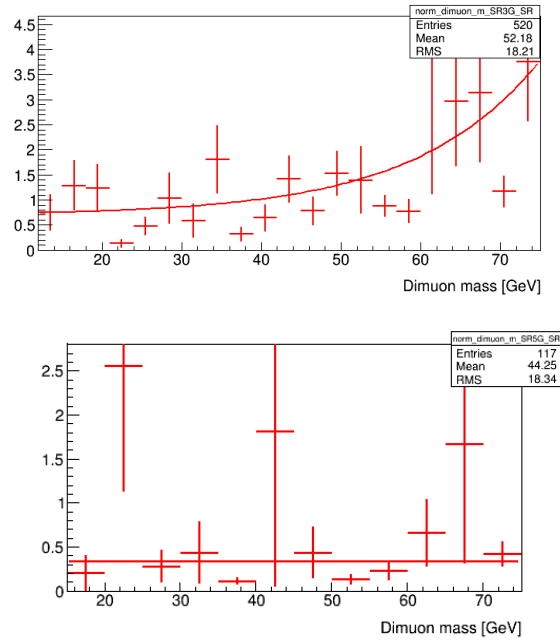 norm_dimuon_m_SR3G_SR
Entries 520
Mean 52.18
RMS 18.21
4.5
4
3.5
3
2.5
2
1.5
1
0.5
0
20 30 40 50 60 70
Dimuon mass [GeV]
norm_dimuon_m_SR5G_SR
Entries 117
Mean 44.25
RMS 18.34
2.5
2
1.5
1
0.5
0
20 30 40 50 60 70
Dimuon mass [GeV]